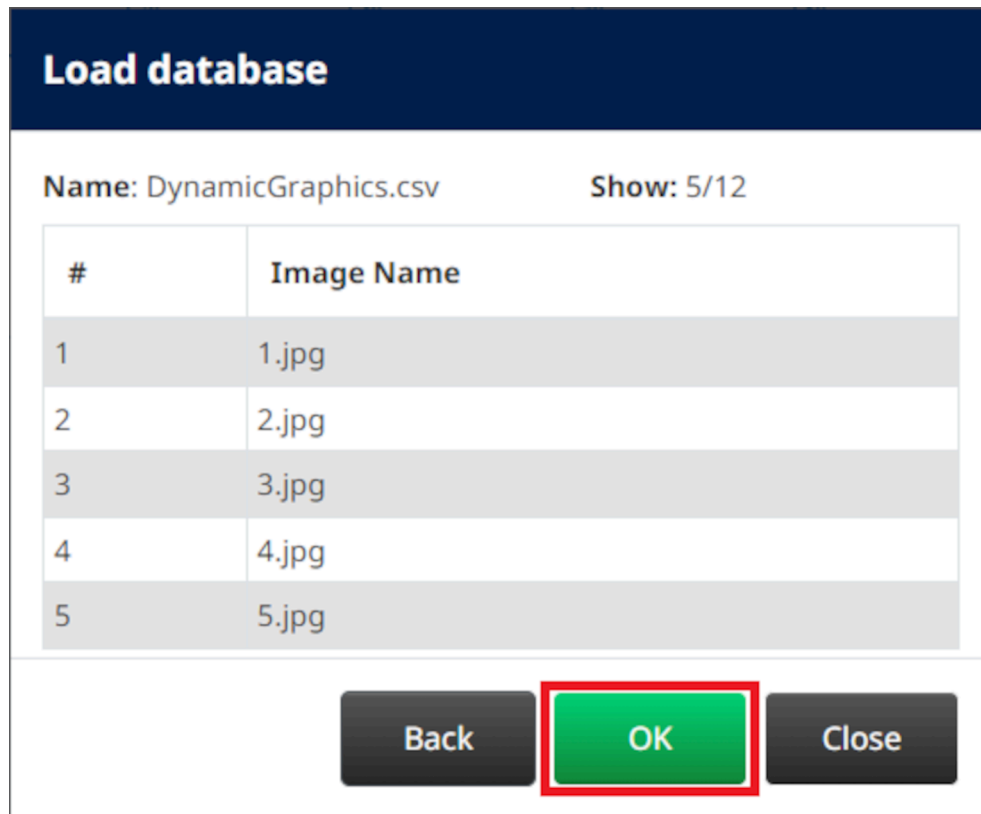 Load database
Name: DynamicGraphics.csv Show: 5/12
# Image Name
1 1.jpg
2 2.jpg
3 3.jpg
4 4.jpg
5 5.jpg
Back OK Close